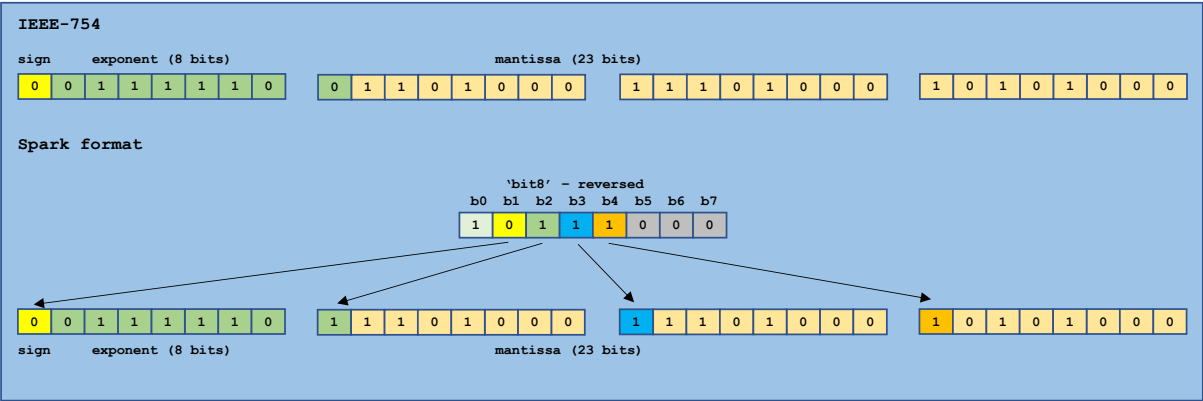 IEEE-754
sign exponent (8 bits) mantissa (23 bits)
0 0 1 1 1 1 1 0 0 1 1 0 1 0 0 0 1 1 1 0 1 0 0 0 1 0 1 0 1 0 0 0
Spark format
‘bit8’ – reversed
b0 b1 b2 b3 b4 b5 b6 b7
1 0 1 1 1 0 0 0
0 0 1 1 1 1 1 0 1 1 1 0 1 0 0 0 1 1 1 0 1 0 0 0 1 0 1 0 1 0 0 0
sign exponent (8 bits) mantissa (23 bits)